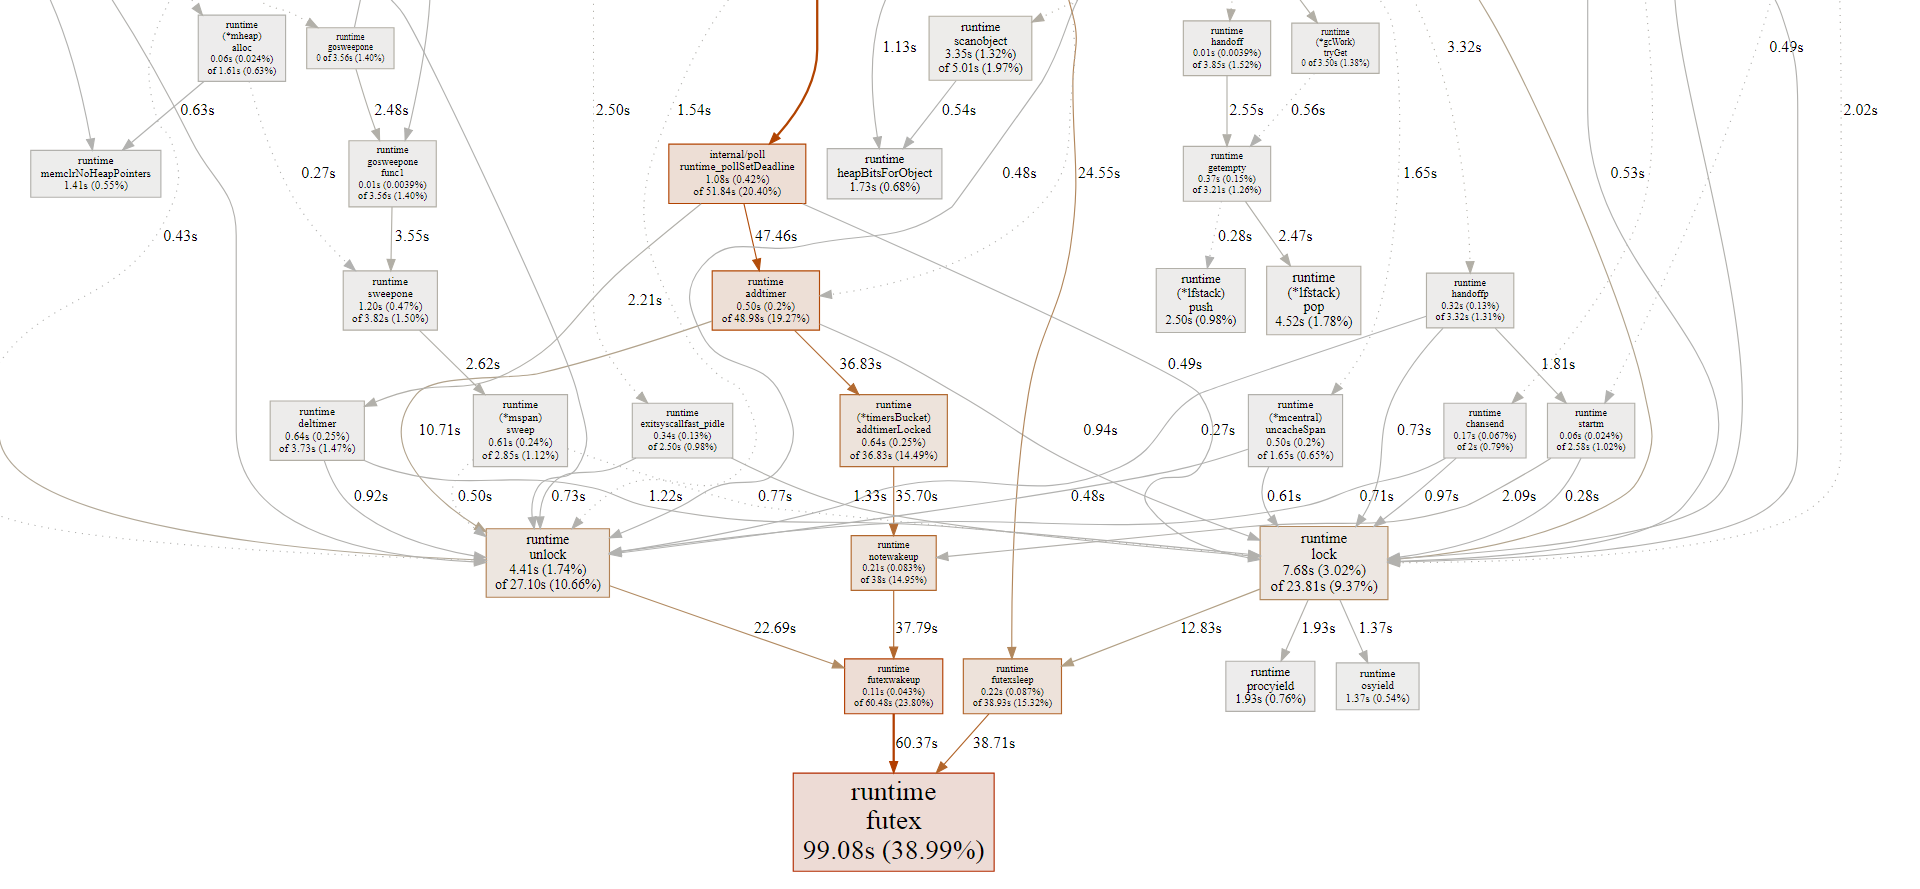 runtime
(*mheap)
alloc
0.06s (0.024%)
of 1.61s (0.63%)
runtime
gosweepone
0 of 3.56s (1.40%)
runtime
scanobject
3.35s (1.32%)
of 5.01s (1.97%)
runtime
handoff
0.01s (0.0039%)
of 3.85s (1.52%)
runtime
(*gcWork)
tryGet
0 of 3.50s (1.38%)
1.13s
3.32s
0.49s
0.63s
2.48s
2.50s
1.54s
0.54s
2.55s
0.56s
2.02s
runtime
memclrNoHeapPointers
1.41s (0.55%)
0.27s
runtime
gosweepone
func1
0.01s (0.0039%)
of 3.56s (1.40%)
internal/poll
runtime_pollSetDeadline
1.08s (0.42%)
of 51.84s (20.40%)
runtime
heapBitsForObject
1.73s (0.68%)
0.48s
24.55s
runtime
getempty
0.37s (0.15%)
of 3.21s (1.26%)
1.65s
0.53s
0.43s
3.55s
47.46s
0.28s
2.47s
runtime
sweepone
1.20s (0.47%)
of 3.82s (1.50%)
2.21s
runtime
addtimer
0.50s (0.2%)
of 48.98s (19.27%)
runtime
(*lfstack)
push
2.50s (0.98%)
runtime
(*lfstack)
pop
4.52s (1.78%)
runtime
handoffp
0.32s (0.13%)
of 3.32s (1.31%)
2.62s
36.83s
0.49s
1.81s
runtime
deltimer
0.64s (0.25%)
of 3.73s (1.47%)
10.71s
runtime
(*mspan)
sweep
0.61s (0.24%)
of 2.85s (1.12%)
runtime
exitsyscallfast_pidle
0.34s (0.13%)
of 2.50s (0.98%)
runtime
(*timersBucket)
addtimerLocked
0.64s (0.25%)
of 36.83s (14.49%)
0.94s
0.27s
runtime
(*mcentral)
uncacheSpan
0.50s (0.2%)
of 1.65s (0.65%)
0.73s
runtime
chansend
0.17s (0.067%)
of 2s (0.79%)
runtime
startm
0.06s (0.024%)
of 2.58s (1.02%)
0.92s
0.50s
0.73s
1.22s
0.77s
1.33s
35.70s
0.48s
0.61s
0.71s
0.97s
2.09s
0.28s
runtime
unlock
4.41s (1.74%)
of 27.10s (10.66%)
runtime
notewakeup
0.21s (0.083%)
of 38s (14.95%)
runtime
lock
7.68s (3.02%)
of 23.81s (9.37%)
22.69s
37.79s
12.83s
1.93s
1.37s
runtime
futexwakeup
0.11s (0.043%)
of 60.48s (23.80%)
runtime
futexsleep
0.22s (0.087%)
of 38.93s (15.32%)
runtime
procyield
1.93s (0.76%)
runtime
osyield
1.37s (0.54%)
60.37s
38.71s
runtime
futex
99.08s (38.99%)